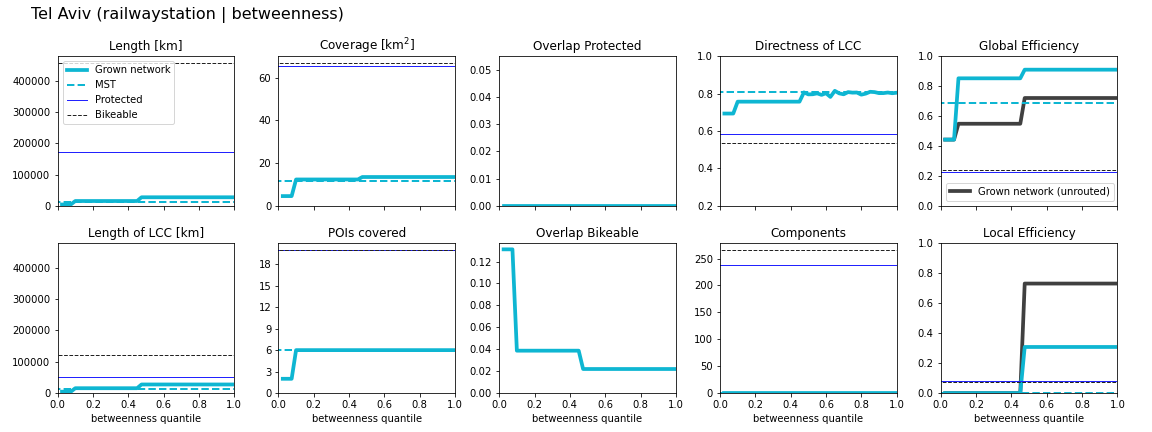 Tel Aviv (railwaystation | betweenness)
Length [km]
Coverage [km²]
Overlap Protected
Directness of LCC
Global Efficiency
400000
300000
200000
100000
0
Grown network
MST
Protected
Bikeable
60
40
20
0
0.05
0.04
0.03
0.02
0.01
0.00
1.0
0.8
0.6
0.4
0.2
1.0
0.8
0.6
0.4
0.2
0.0
Grown network (unrouted)
Length of LCC [km]
POIs covered
Overlap Bikeable
Components
Local Efficiency
400000
300000
200000
100000
0
18
15
12
9
6
3
0
0.12
0.10
0.08
0.06
0.04
0.02
0.00
250
200
150
100
50
0
1.0
0.8
0.6
0.4
0.2
0.0
0.0 0.2 0.4 0.6 0.8 1.0
0.0 0.2 0.4 0.6 0.8 1.0
0.0 0.2 0.4 0.6 0.8 1.0
0.0 0.2 0.4 0.6 0.8 1.0
0.0 0.2 0.4 0.6 0.8 1.0
betweenness quantile
betweenness quantile
betweenness quantile
betweenness quantile
betweenness quantile